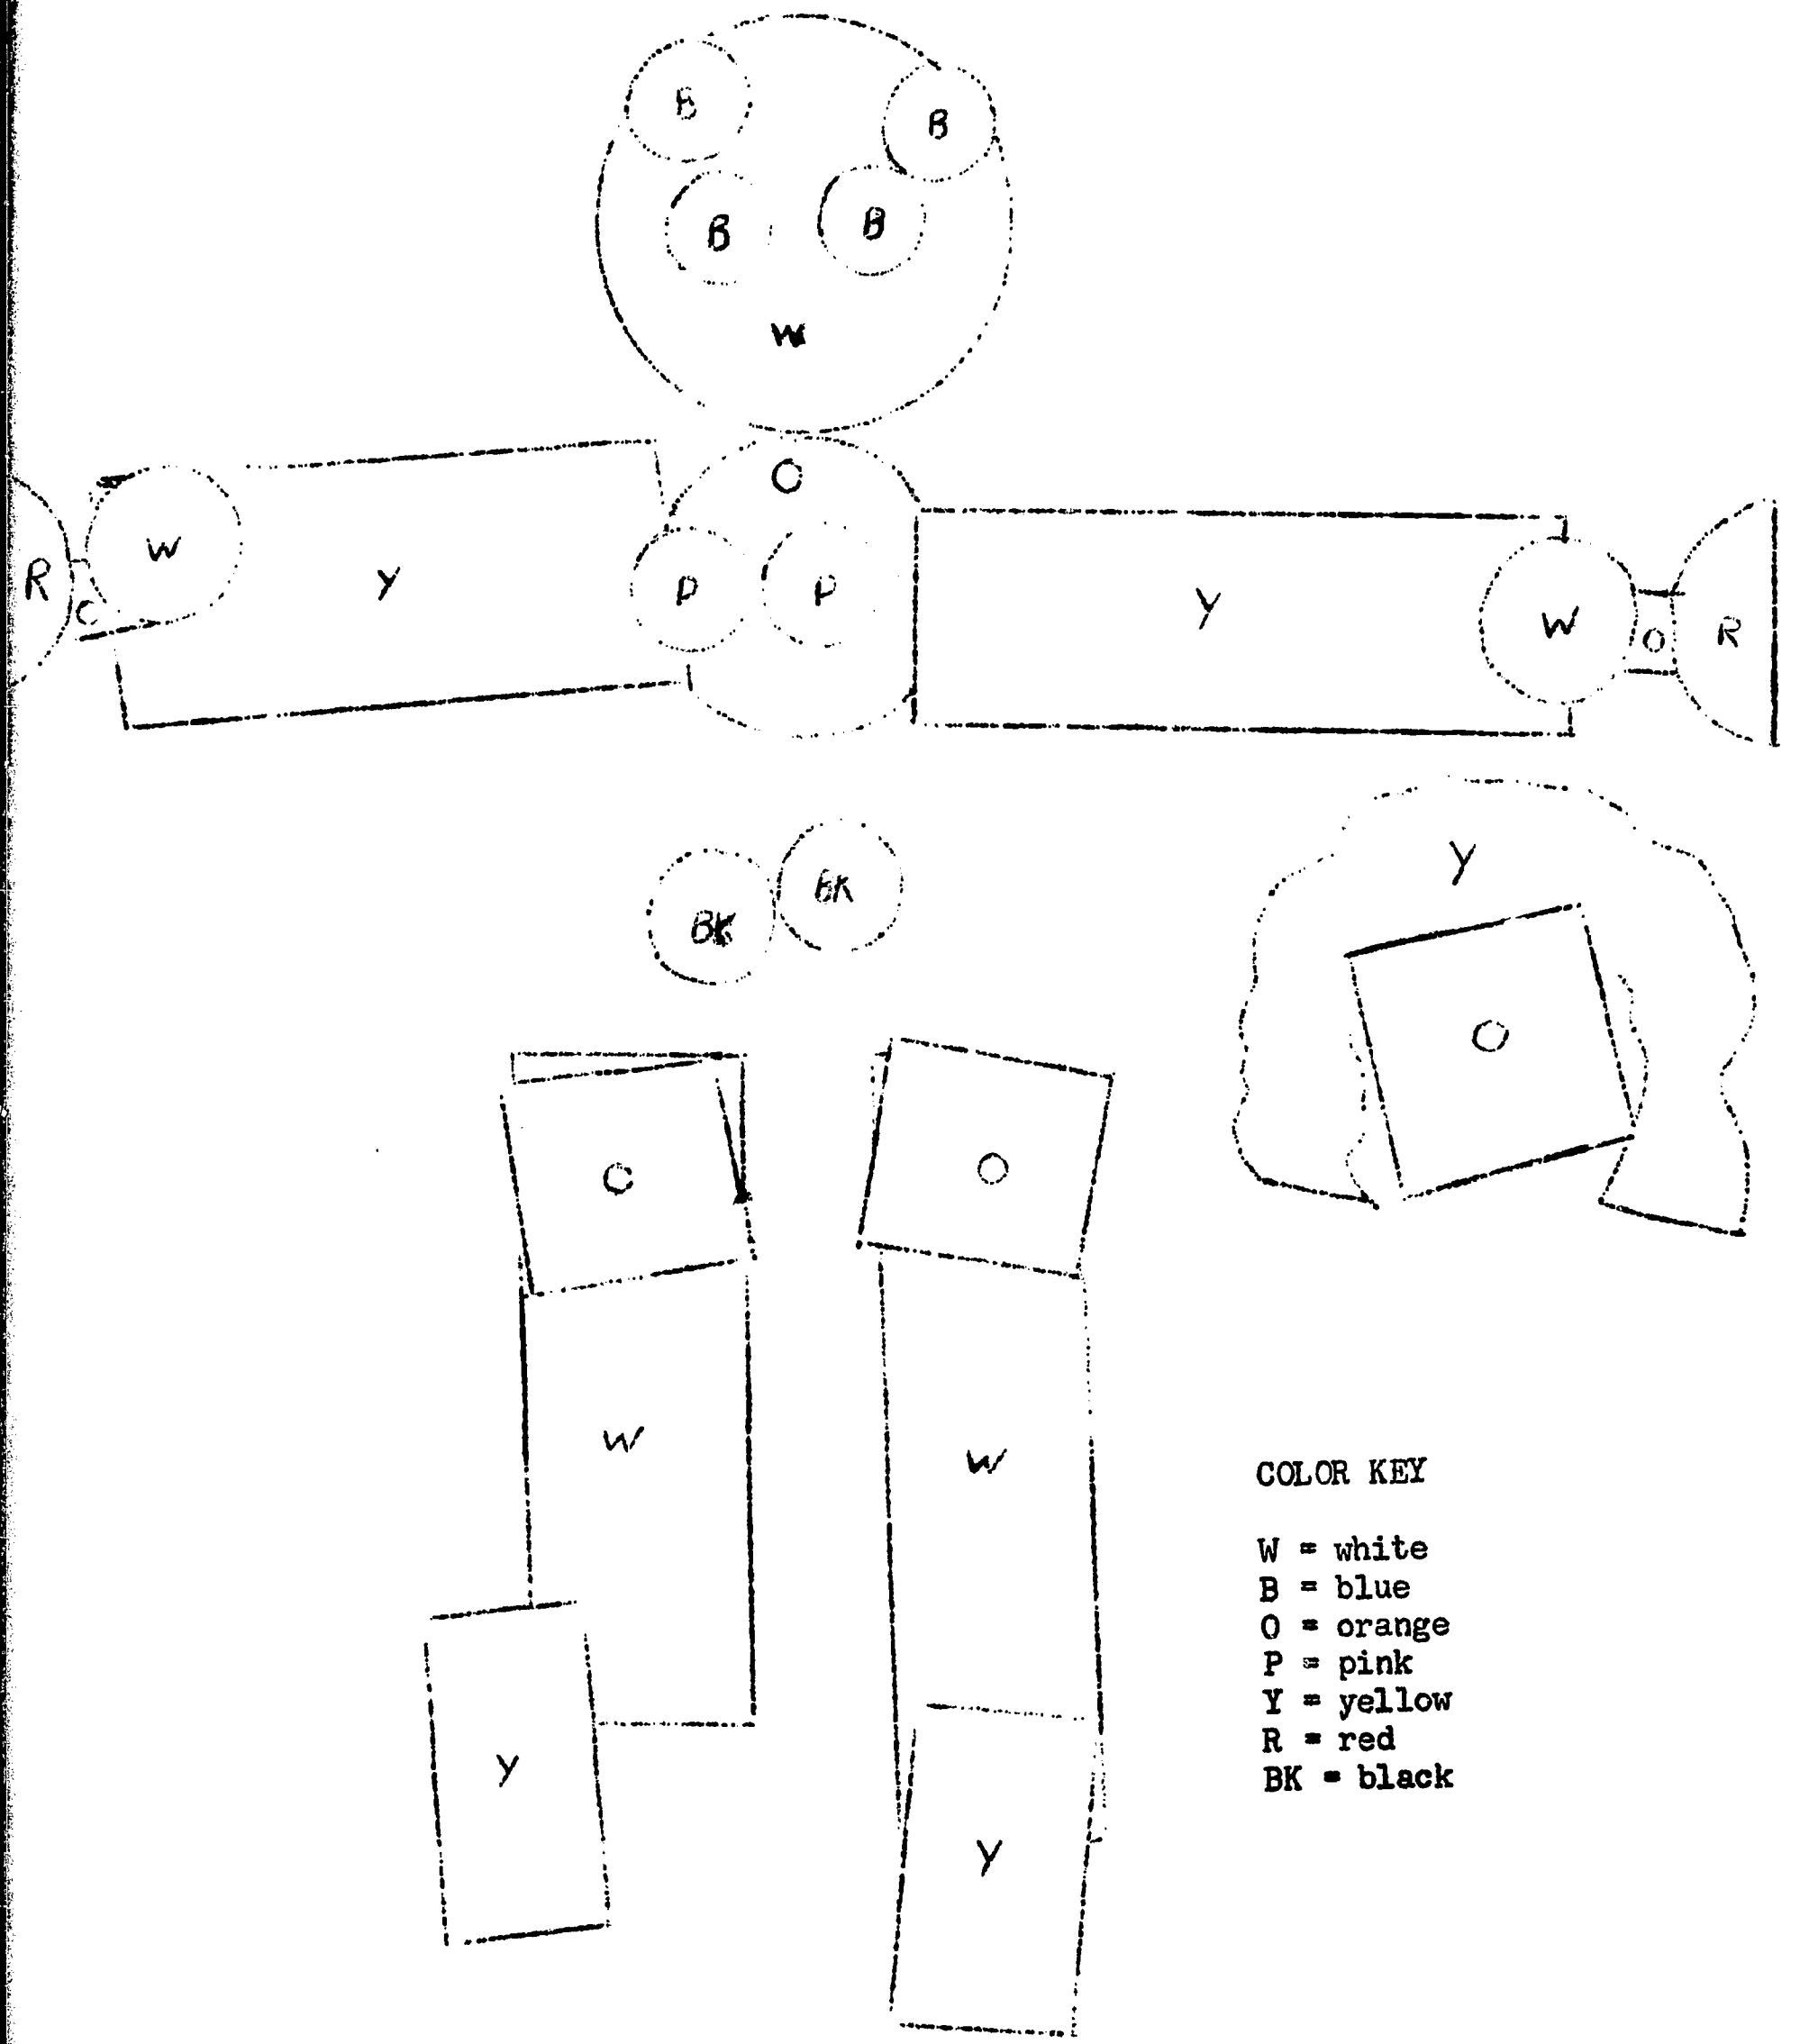 B
B
B
B
W
O
W
R
Y
P
P
Y
W
O
R
O
BK
BK
Y
O
O
O
W
W
Y
Y
COLOR KEY
W = white
B = blue
O = orange
P = pink
Y = yellow
R = red
BK = black